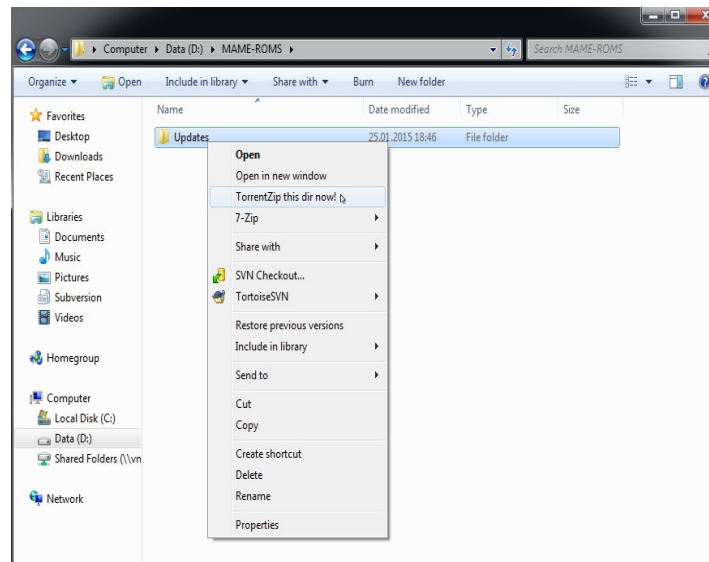 Computer ▸ Data (D:) ▸ MAME-ROMS ▸
Search MAME-ROMS
Organize Open Include in library Share with Burn New folder
Name Date modified Type Size
Favorites
Desktop
Downloads
Recent Places
Libraries
Documents
Music
Pictures
Subversion
Videos
Homegroup
Computer
Local Disk (C:)
Data (D:)
Shared Folders (\\vn
Network
Updates 25.01.2015 18:46 File folder
Open
Open in new window
TorrentZip this dir now!
7-Zip
Share with
SVN Checkout...
TortoiseSVN
Restore previous versions
Include in library
Send to
Cut
Copy
Create shortcut
Delete
Rename
Properties